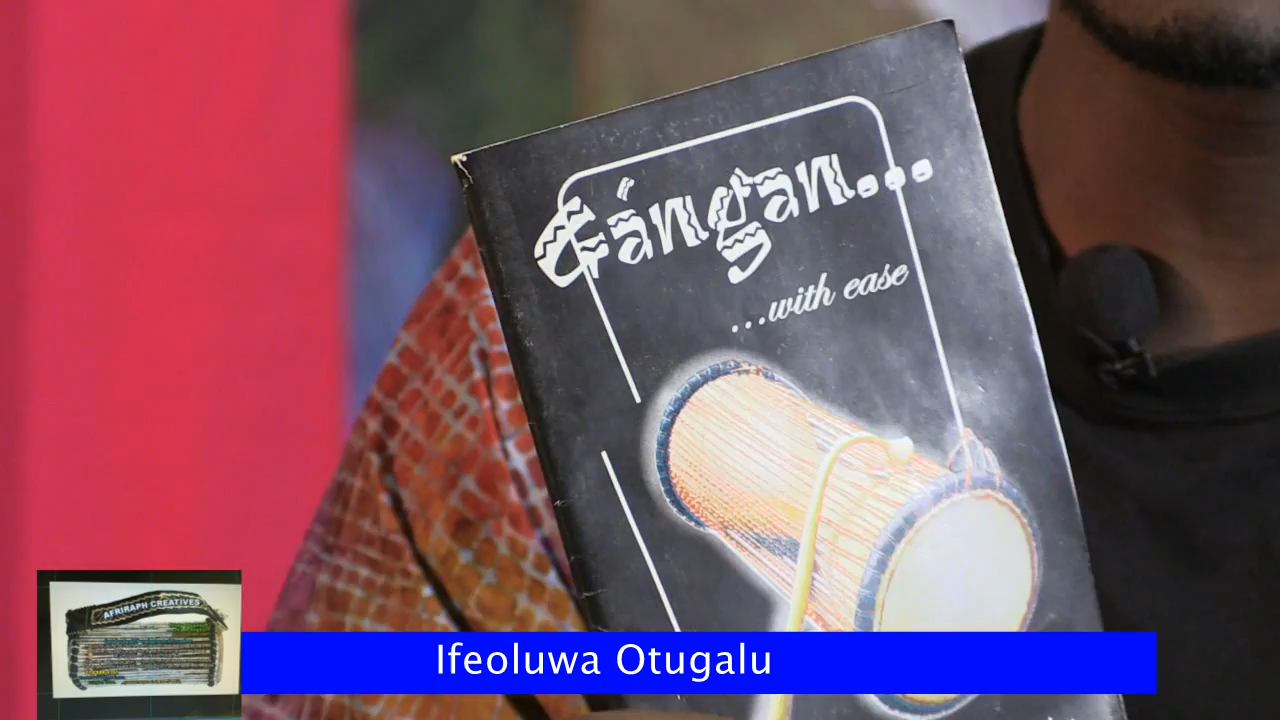 Gángan...
...with ease
AFRIRAPH CREATIVES
Ifeoluwa Otugalu